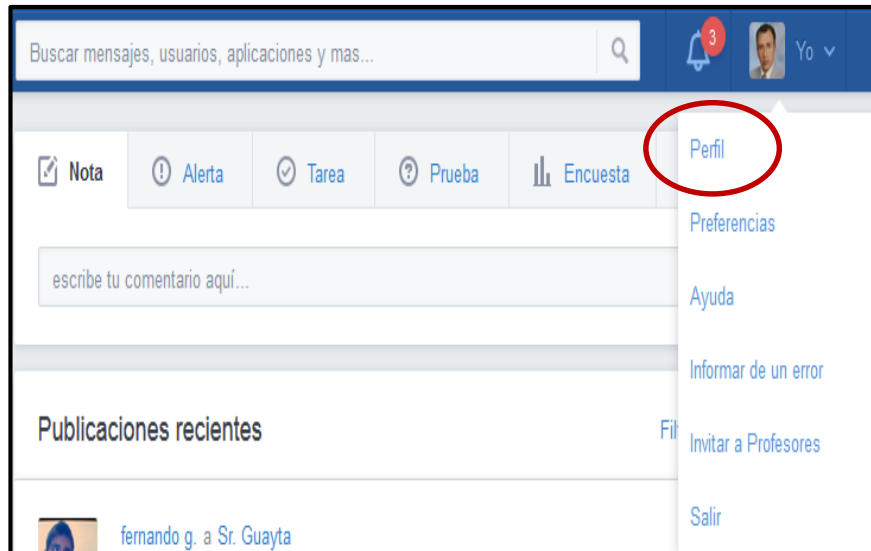 Buscar mensajes, usuarios, aplicaciones y mas...
3
Yo
Nota
Alerta
Tarea
Prueba
Encuesta
escribe tu comentario aquí...
Publicaciones recientes
Fil
fernando g. a Sr. Guayta
Perfil
Preferencias
Ayuda
Informar de un error
Invitar a Profesores
Salir